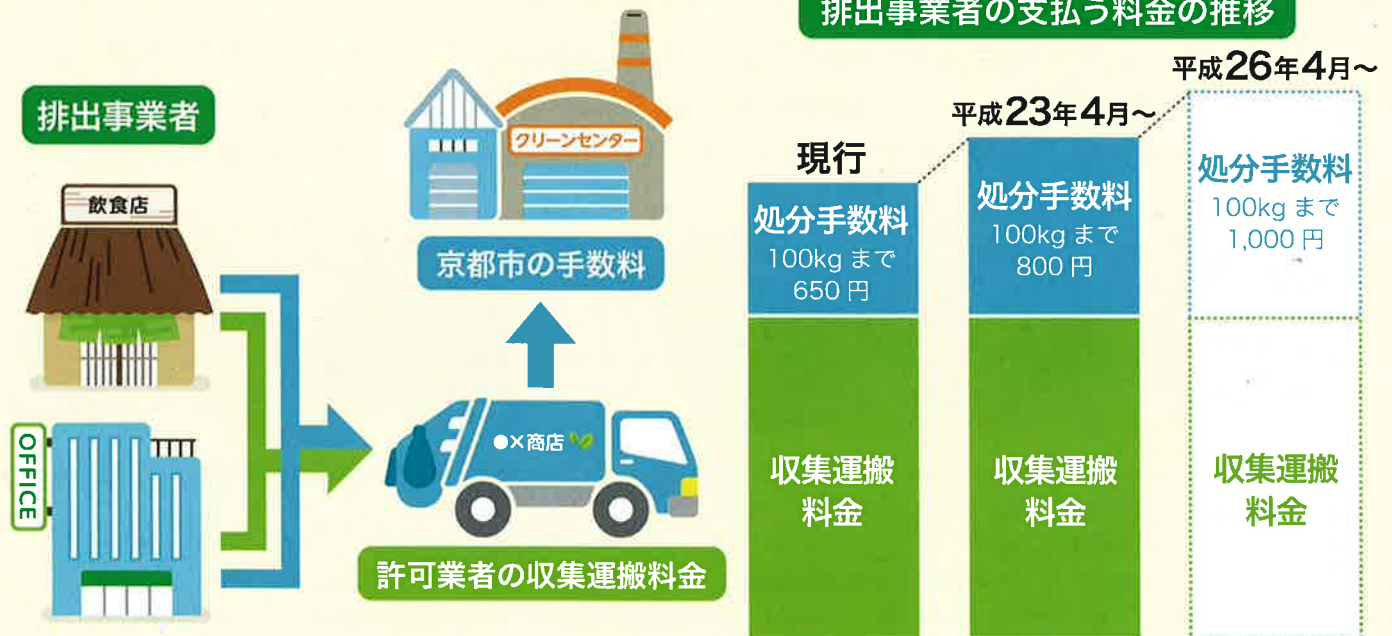 排出事業者の支払う料金の推移
排出事業者
飲食店
OFFICE
クリーンセンター
京都市の手数料
●×商店
許可業者の収集運搬料金
現行
処分手数料
100kg まで
650 円
収集運搬
料金
平成23年4月～
処分手数料
100kg まで
800 円
収集運搬
料金
平成26年4月～
処分手数料
100kg まで
1,000 円
収集運搬
料金